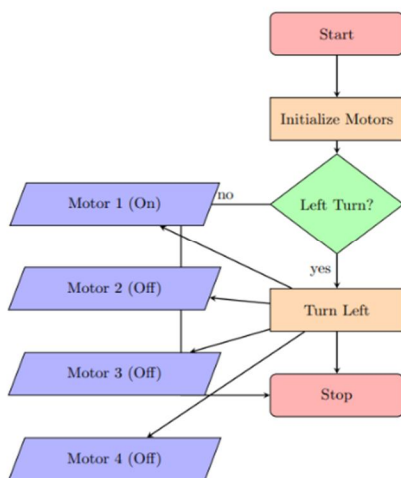 Start
Initialize Motors
Left Turn?
no
Motor 1 (On)
yes
Motor 2 (Off)
Turn Left
Motor 3 (Off)
Stop
Motor 4 (Off)